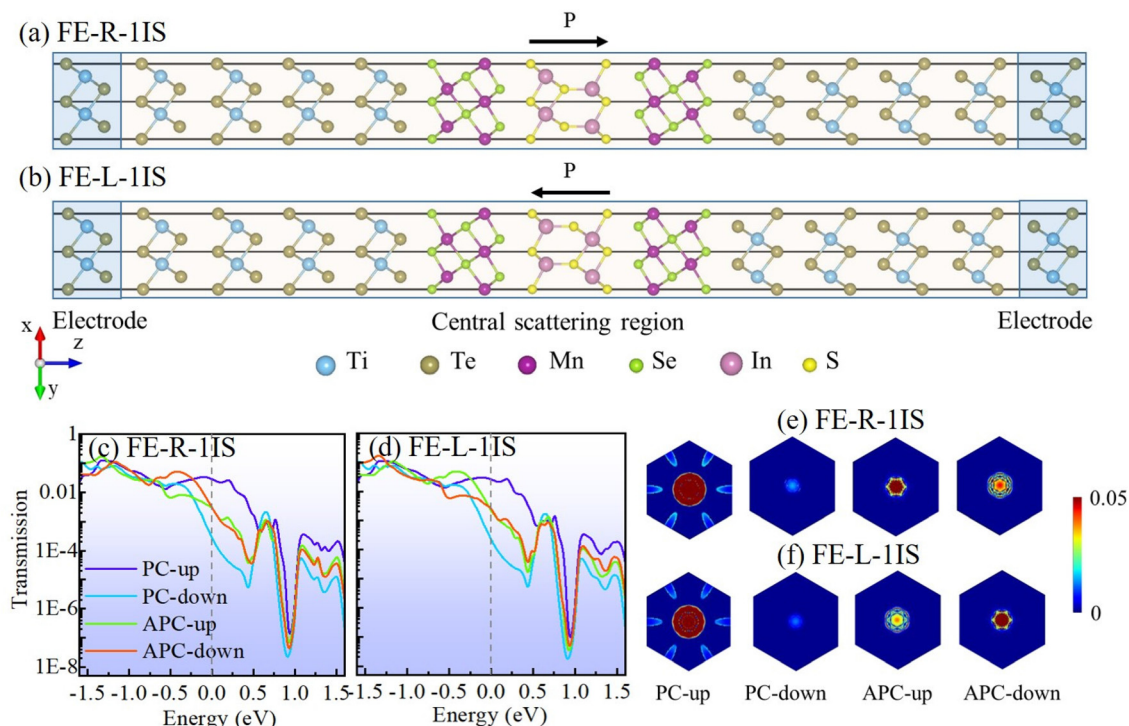 (a) FE-R-1IS
P
(b) FE-L-1IS
P
Electrode
Central scattering region
Electrode
x
z
y
Ti
Te
Mn
Se
In
S
(c) FE-R-1IS
(d) FE-L-1IS
Transmission
1
0.01
1E-4
1E-6
1E-8
PC-up
PC-down
APC-up
APC-down
-1.5 -1.0 -0.5 0.0 0.5 1.0 1.5
Energy (eV)
-1.5 -1.0 -0.5 0.0 0.5 1.0 1.5
Energy (eV)
(e) FE-R-1IS
(f) FE-L-1IS
0.05
0
PC-up PC-down APC-up APC-down